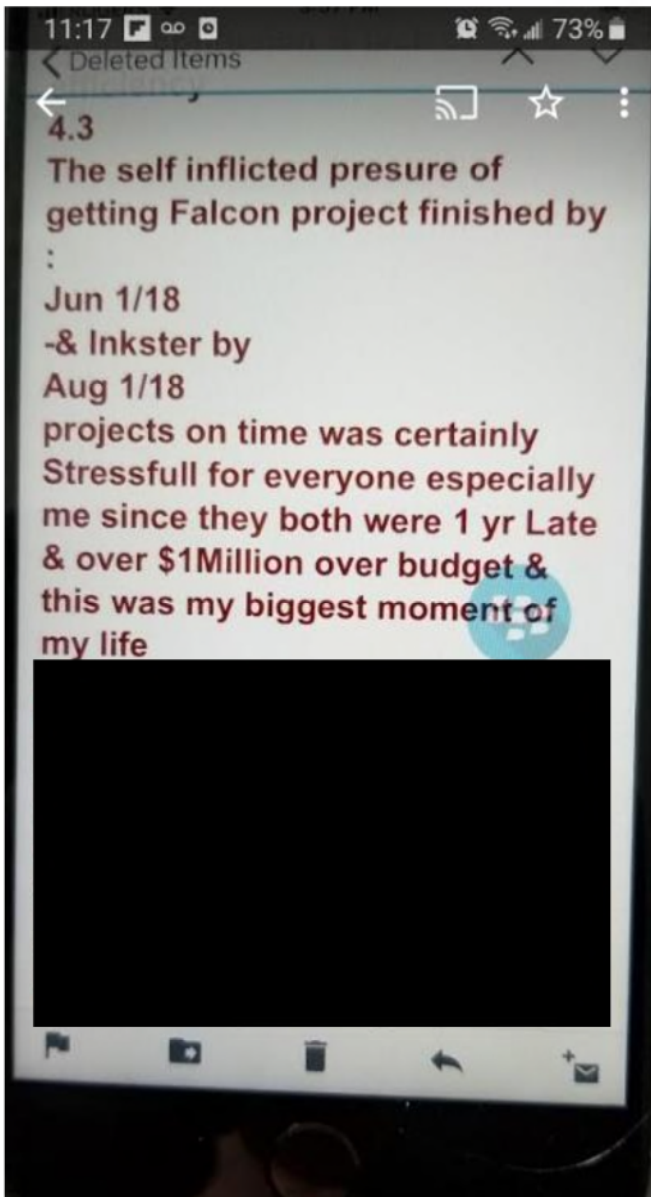 11:17 73%
Deleted Items
4.3
The self inflicted presure of
getting Falcon project finished by
:
Jun 1/18
-& Inkster by
Aug 1/18
projects on time was certainly
Stressfull for everyone especially
me since they both were 1 yr Late
& over $1Million over budget &
this was my biggest moment of
my life